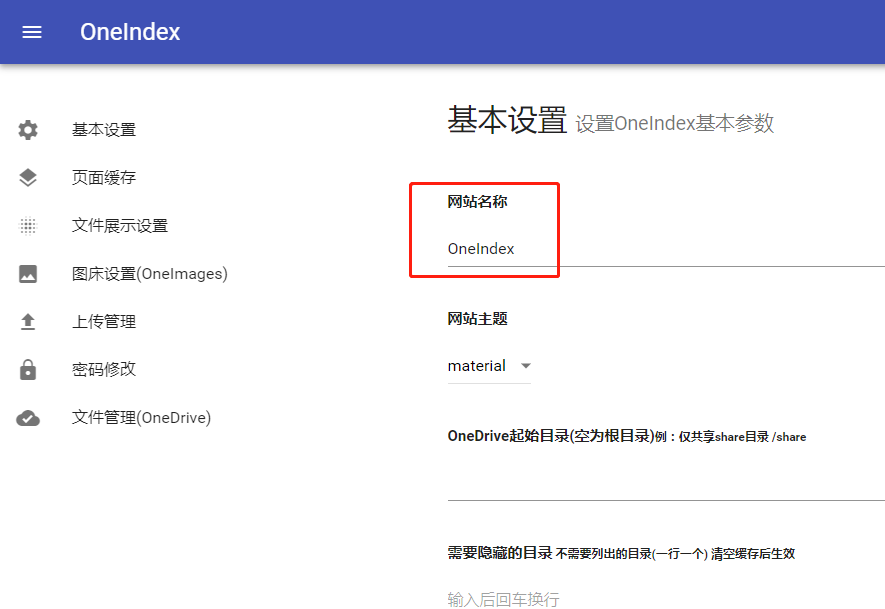 OneIndex
基本设置
页面缓存
文件展示设置
图床设置(OneImages)
上传管理
密码修改
文件管理(OneDrive)
基本设置 设置OneIndex基本参数
网站名称
OneIndex
网站主题
material
OneDrive起始目录(空为根目录)例：仅共享share目录 /share
需要隐藏的目录 不需要列出的目录(一行一个) 清空缓存后生效
输入后回车换行